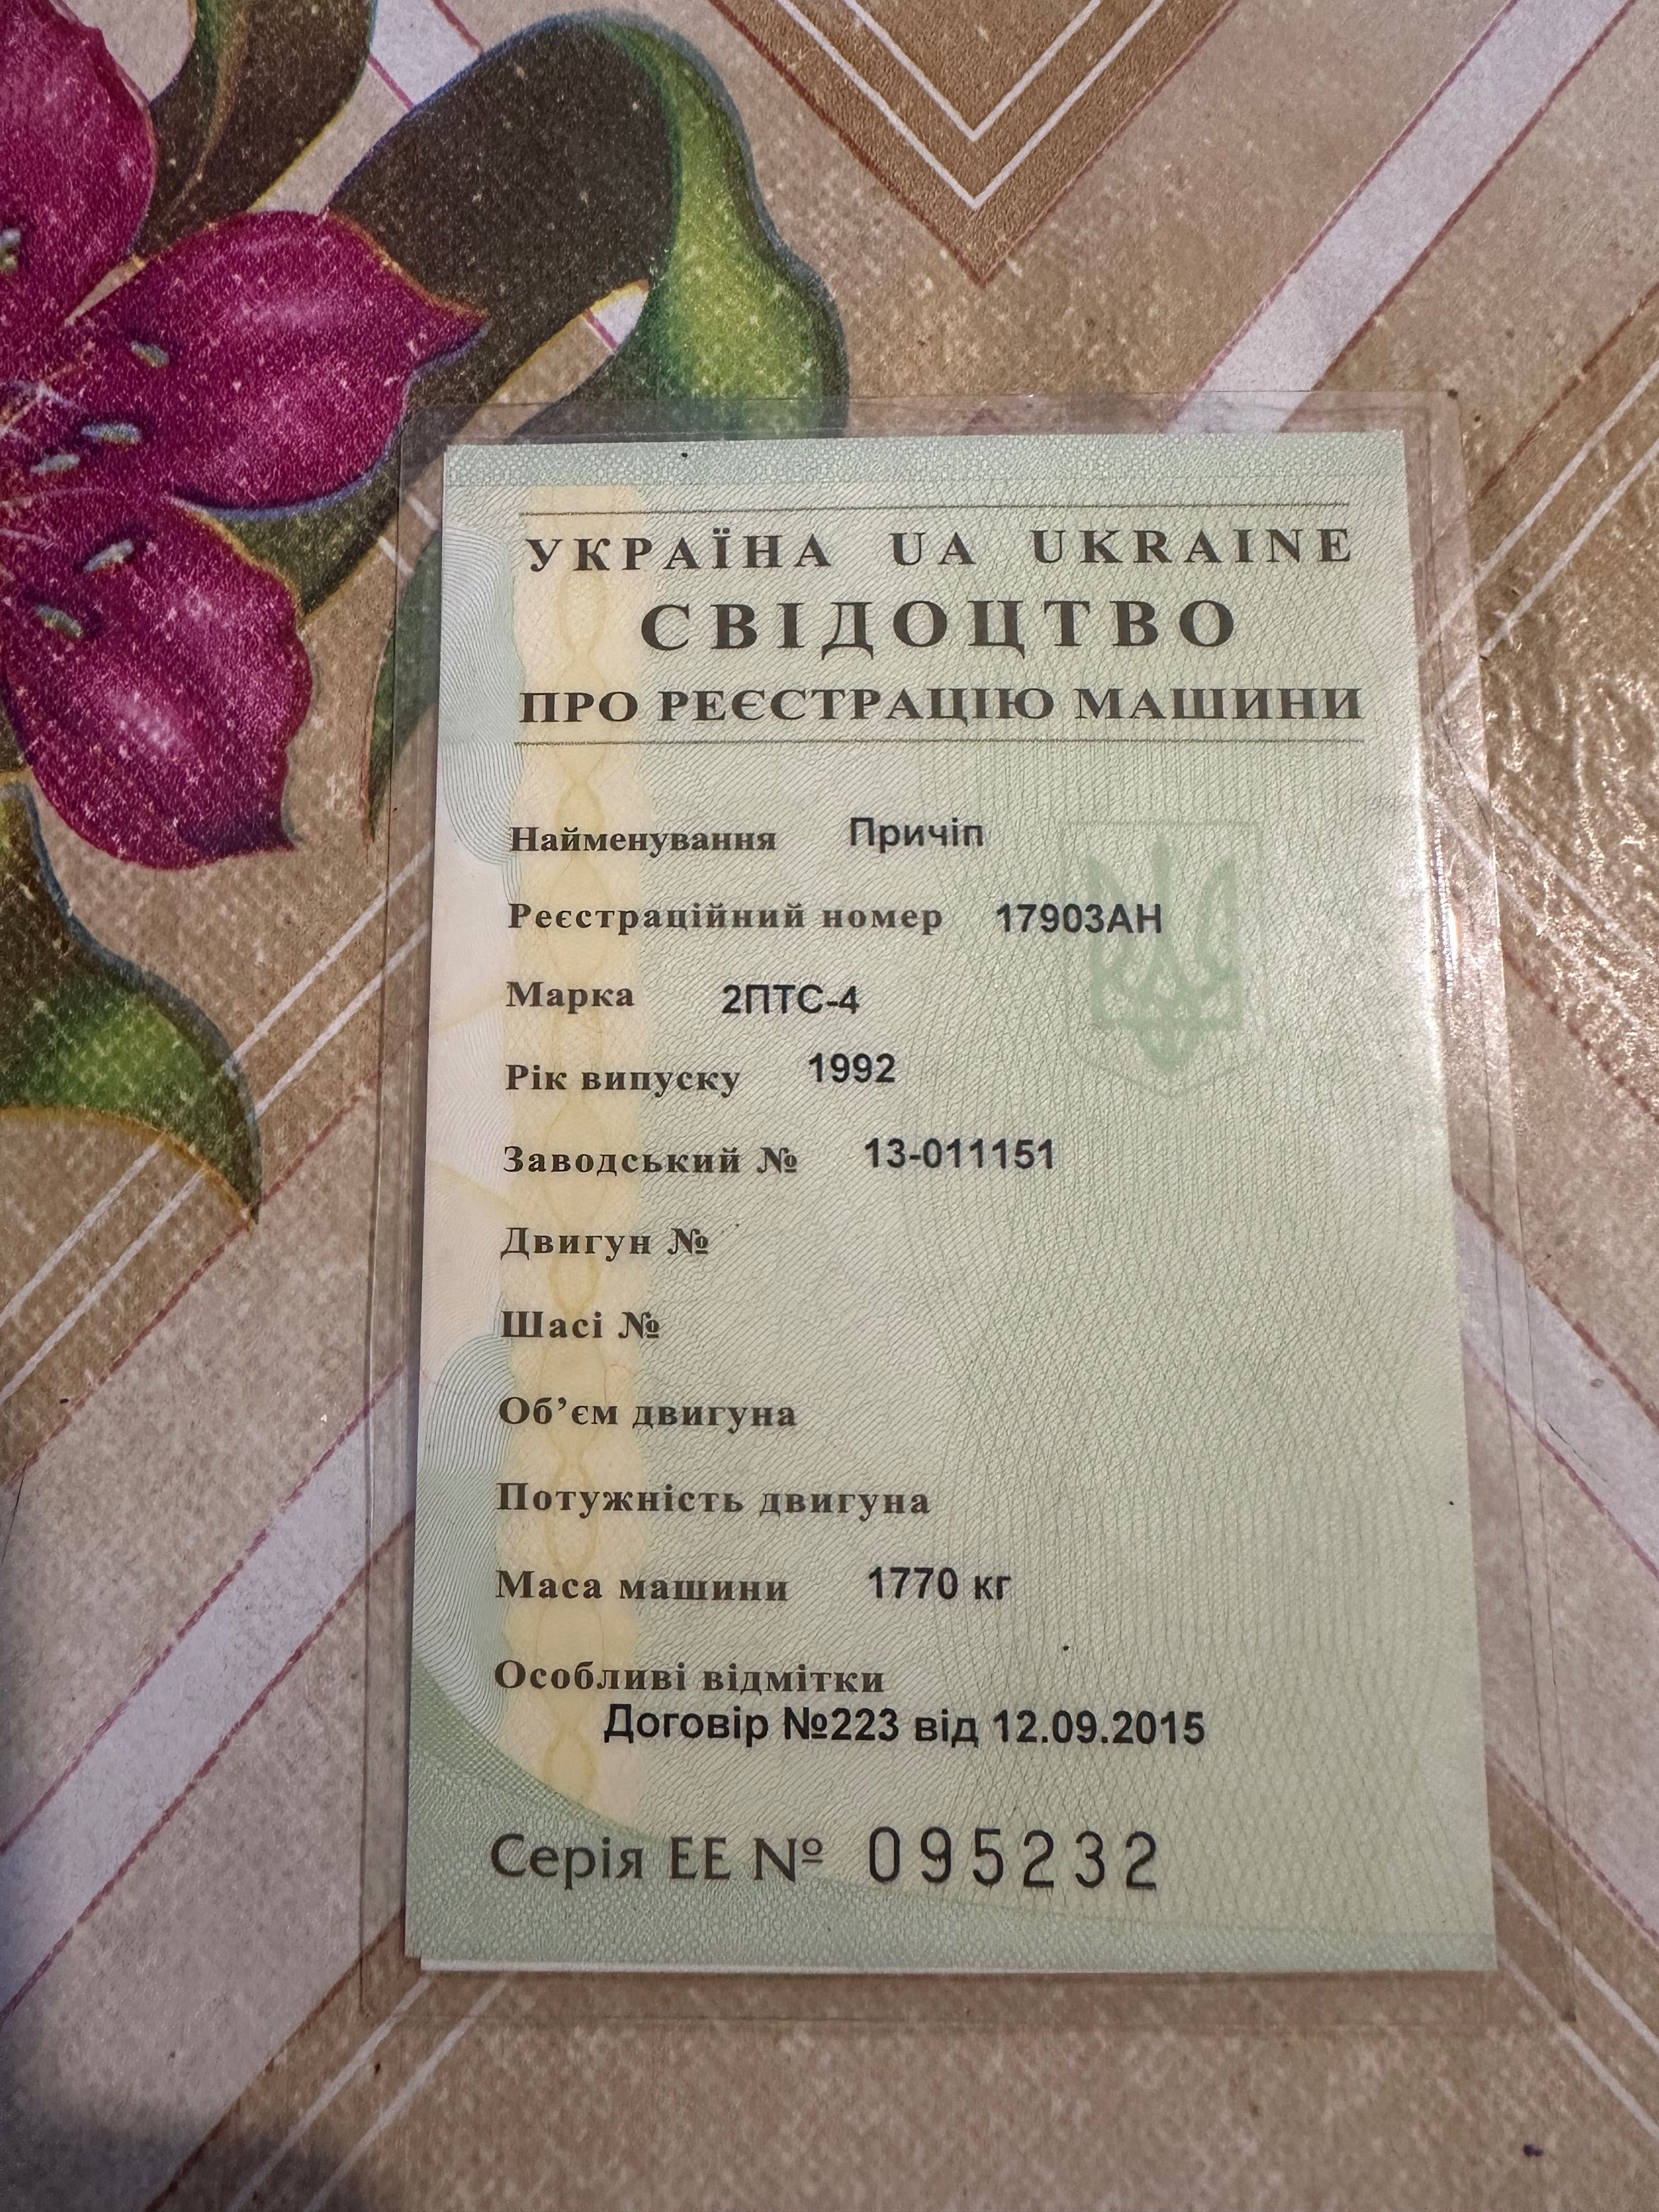 УКРАЇНА UA UKRAINE
СВІДОЦТВО
ПРО РЕЄСТРАЦІЮ МАШИНИ
Найменування Причіп
Реєстраційний номер 17903АН
Марка 2ПТС-4
Рік випуску 1992
Заводський № 13-011151
Двигун №
Шасі №
Об’єм двигуна
Потужність двигуна
Маса машини 1770 кг
Особливі відмітки
Договір №223 від 12.09.2015
Серія ЕЕ № 095232